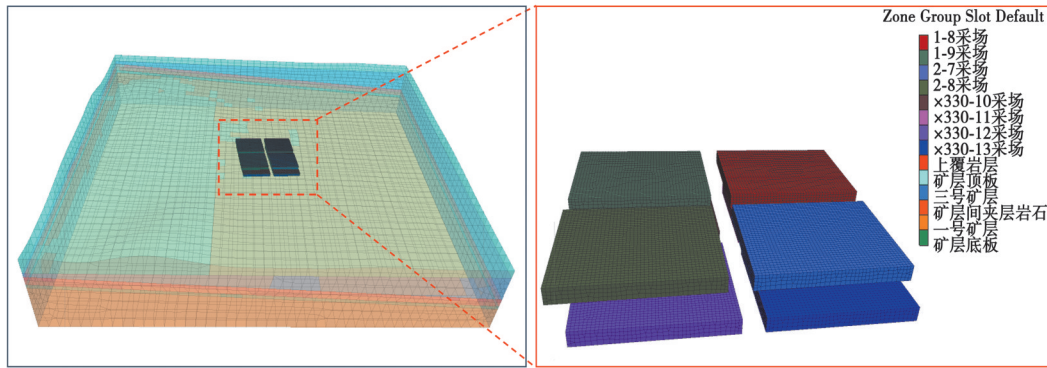 Zone Group Slot Default
1-8采场
1-9采场
2-7采场
2-8采场
×330-10采场
×330-11采场
×330-12采场
×330-13采场
上覆岩层
矿层顶板
三号矿层
矿层间夹层岩石
一号矿层
矿层底板